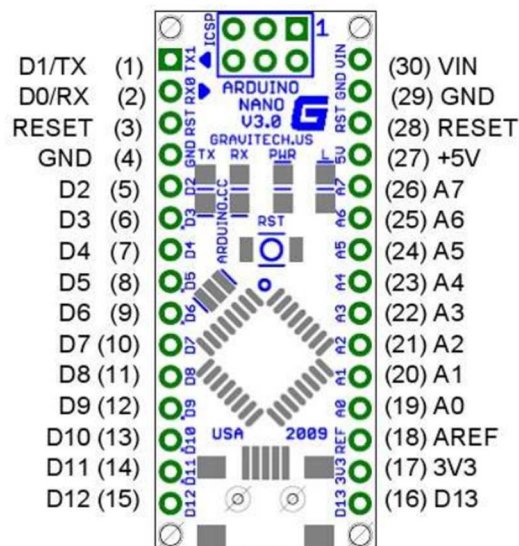 D1/TX (1)
D0/RX (2)
RESET (3)
GND (4)
D2 (5)
D3 (6)
D4 (7)
D5 (8)
D6 (9)
D7 (10)
D8 (11)
D9 (12)
D10 (13)
D11 (14)
D12 (15)
TX1
RX0
RST
GND
D2
D3
D4
D5
D6
D7
D8
D9
D10
D11
D12
ICSP
1
ARDUINO
NANO
V3.0
G
GRAVITECH.US
TX RX PWR L
ARDUINO.CC
RST
USA 2009
VIN
GND
RST
5V
A7
A6
A5
A4
A3
A2
A1
A0
REF
3V3
D13
(30) VIN
(29) GND
(28) RESET
(27) +5V
(26) A7
(25) A6
(24) A5
(23) A4
(22) A3
(21) A2
(20) A1
(19) A0
(18) AREF
(17) 3V3
(16) D13